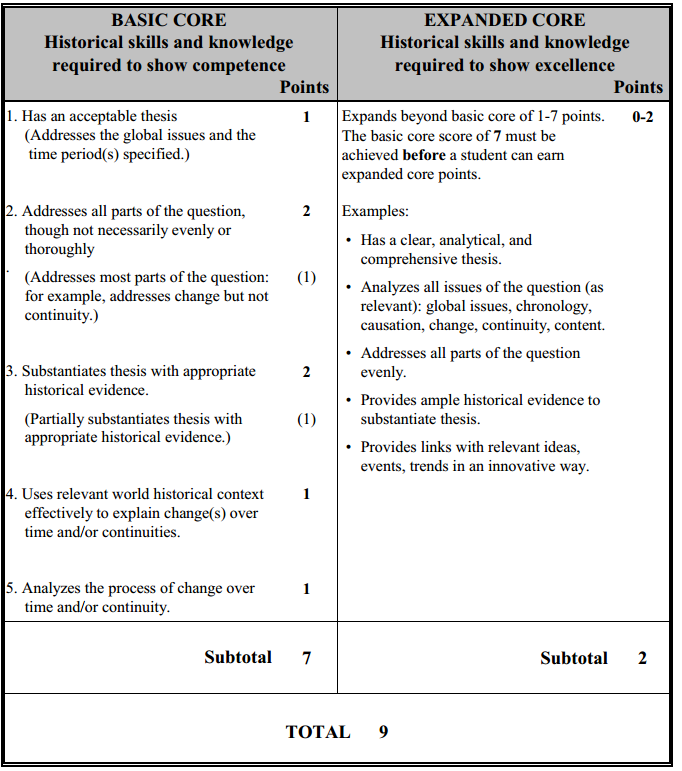 BASIC CORE
Historical skills and knowledge
required to show competence
Points
EXPANDED CORE
Historical skills and knowledge
required to show excellence
Points
1. Has an acceptable thesis 1
(Addresses the global issues and the
time period(s) specified.)
2. Addresses all parts of the question, 2
though not necessarily evenly or
thoroughly
(Addresses most parts of the question: (1)
for example, addresses change but not
continuity.)
3. Substantiates thesis with appropriate 2
historical evidence.
(Partially substantiates thesis with (1)
appropriate historical evidence.)
4. Uses relevant world historical context 1
effectively to explain change(s) over
time and/or continuities.
5. Analyzes the process of change over 1
time and/or continuity.
Expands beyond basic core of 1-7 points. 0-2
The basic core score of 7 must be
achieved before a student can earn
expanded core points.
Examples:
• Has a clear, analytical, and
comprehensive thesis.
• Analyzes all issues of the question (as
relevant): global issues, chronology,
causation, change, continuity, content.
• Addresses all parts of the question
evenly.
• Provides ample historical evidence to
substantiate thesis.
• Provides links with relevant ideas,
events, trends in an innovative way.
Subtotal 7
Subtotal 2
TOTAL 9